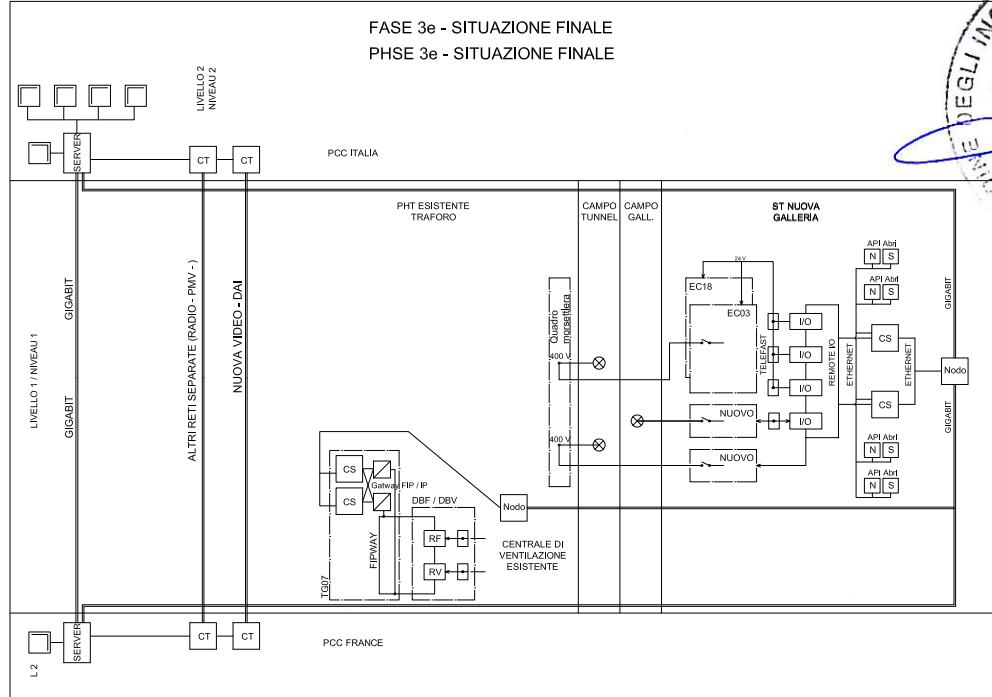 FASE 3e - SITUAZIONE FINALE
PHSE 3e - SITUAZIONE FINALE
DEGLI ING
LIVELLO 2
NIVEAU 2
SERVER
CT
CT
PCC ITALIA
PHT ESISTENTE
TRAFORO
CAMPO
TUNNEL
CAMPO
GALL.
ST NUOVA
GALLERIA
LIVELLO 1 / NIVEAU 1
GIGABIT
GIGABIT
ALTRI RETI SEPARATE (RADIO - PMV - )
NUOVA VIDEO - DAI
Quadro
morsettiera
400 V
400 V
24 V
EC18
EC03
NUOVO
NUOVO
TELEFAST
I/O
I/O
I/O
I/O
REMOTE I/O
ETHERNET
API Abri
N S
API Abri
N S
CS
CS
ETHERNET
API Abri
N S
API Abri
N S
GIGABIT
Nodo
GIGABIT
CS
CS
Gatway FIP / IP
FIPWAY
TG07
DBF / DBV
RF
RV
Nodo
CENTRALE DI
VENTILAZIONE
ESISTENTE
L 2
SERVER
CT
CT
PCC FRANCE